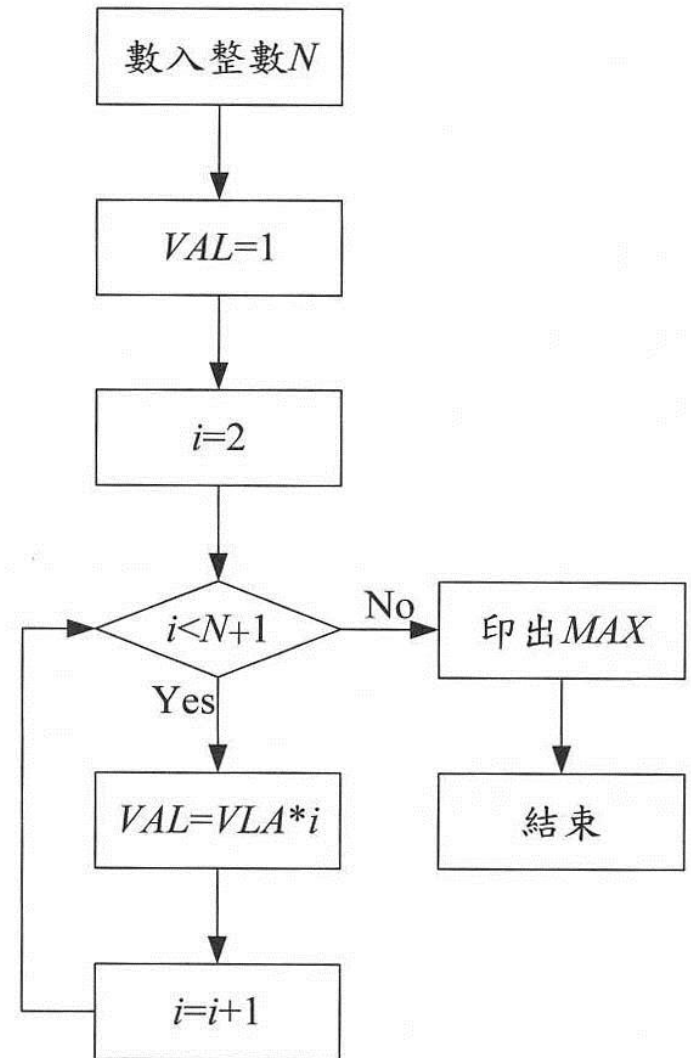 數入整數N
VAL=1
i=2
i<N+1
No
印出MAX
Yes
VAL=VLA*i
結束
i=i+1